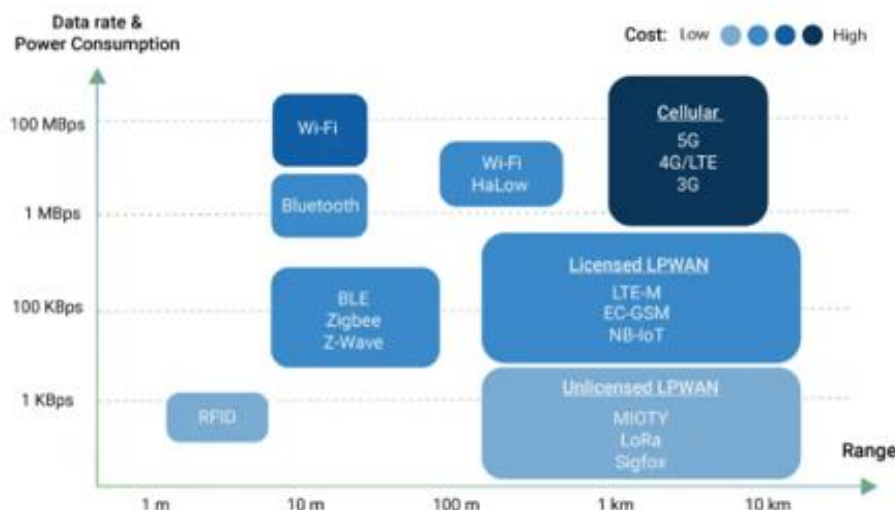 Data rate &
Power Consumption
Cost: Low High
100 MBps
Wi-Fi
Cellular
5G
4G/LTE
3G
Wi-Fi
HaLow
Bluetooth
1 MBps
Licensed LPWAN
LTE-M
EC-GSM
NB-IoT
BLE
Zigbee
Z-Wave
100 KBps
Unlicensed LPWAN
MIOTY
LoRa
Sigfox
1 KBps
RFID
Range
1 m 10 m 100 m 1 km 10 km